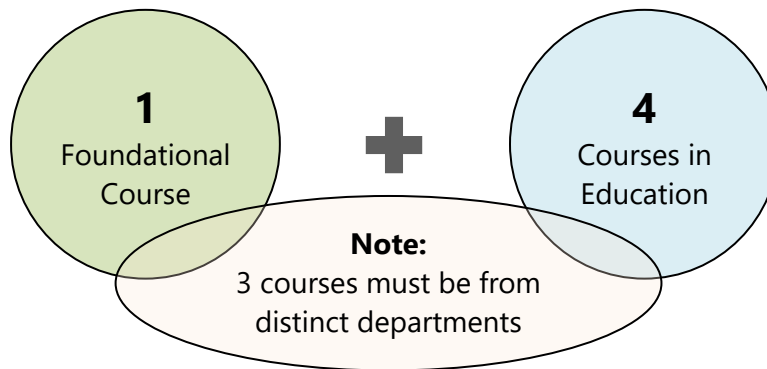 1
Foundational
Course
4
Courses in
Education
Note:
3 courses must be from
distinct departments